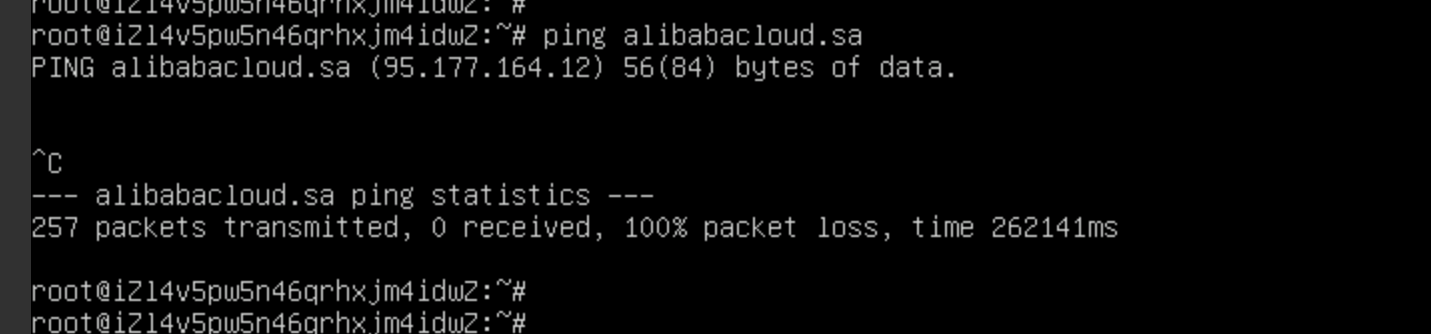 root@iZl4v5pw5n46qrhxjm4idwZ:~#
root@iZl4v5pw5n46qrhxjm4idwZ:~# ping alibabacloud.sa
PING alibabacloud.sa (95.177.164.12) 56(84) bytes of data.
^C
--- alibabacloud.sa ping statistics ---
257 packets transmitted, 0 received, 100% packet loss, time 262141ms
root@iZl4v5pw5n46qrhxjm4idwZ:~#
root@iZl4v5pw5n46qrhxjm4idwZ:~#